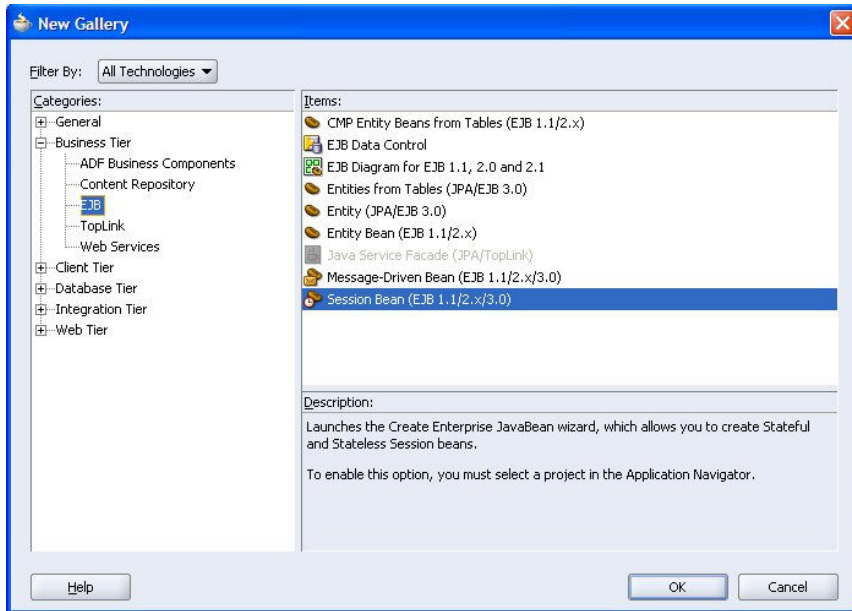 New Gallery
Filter By: All Technologies
Categories:
General
Business Tier
ADF Business Components
Content Repository
EJB
TopLink
Web Services
Client Tier
Database Tier
Integration Tier
Web Tier
Items:
CMP Entity Beans from Tables (EJB 1.1/2.x)
EJB Data Control
EJB Diagram for EJB 1.1, 2.0 and 2.1
Entities from Tables (JPA/EJB 3.0)
Entity (JPA/EJB 3.0)
Entity Bean (EJB 1.1/2.x)
Java Service Facade (JPA/TopLink)
Message-Driven Bean (EJB 1.1/2.x/3.0)
Session Bean (EJB 1.1/2.x/3.0)
Description:
Launches the Create Enterprise JavaBean wizard, which allows you to create Stateful
and Stateless Session beans.
To enable this option, you must select a project in the Application Navigator.
Help
OK
Cancel